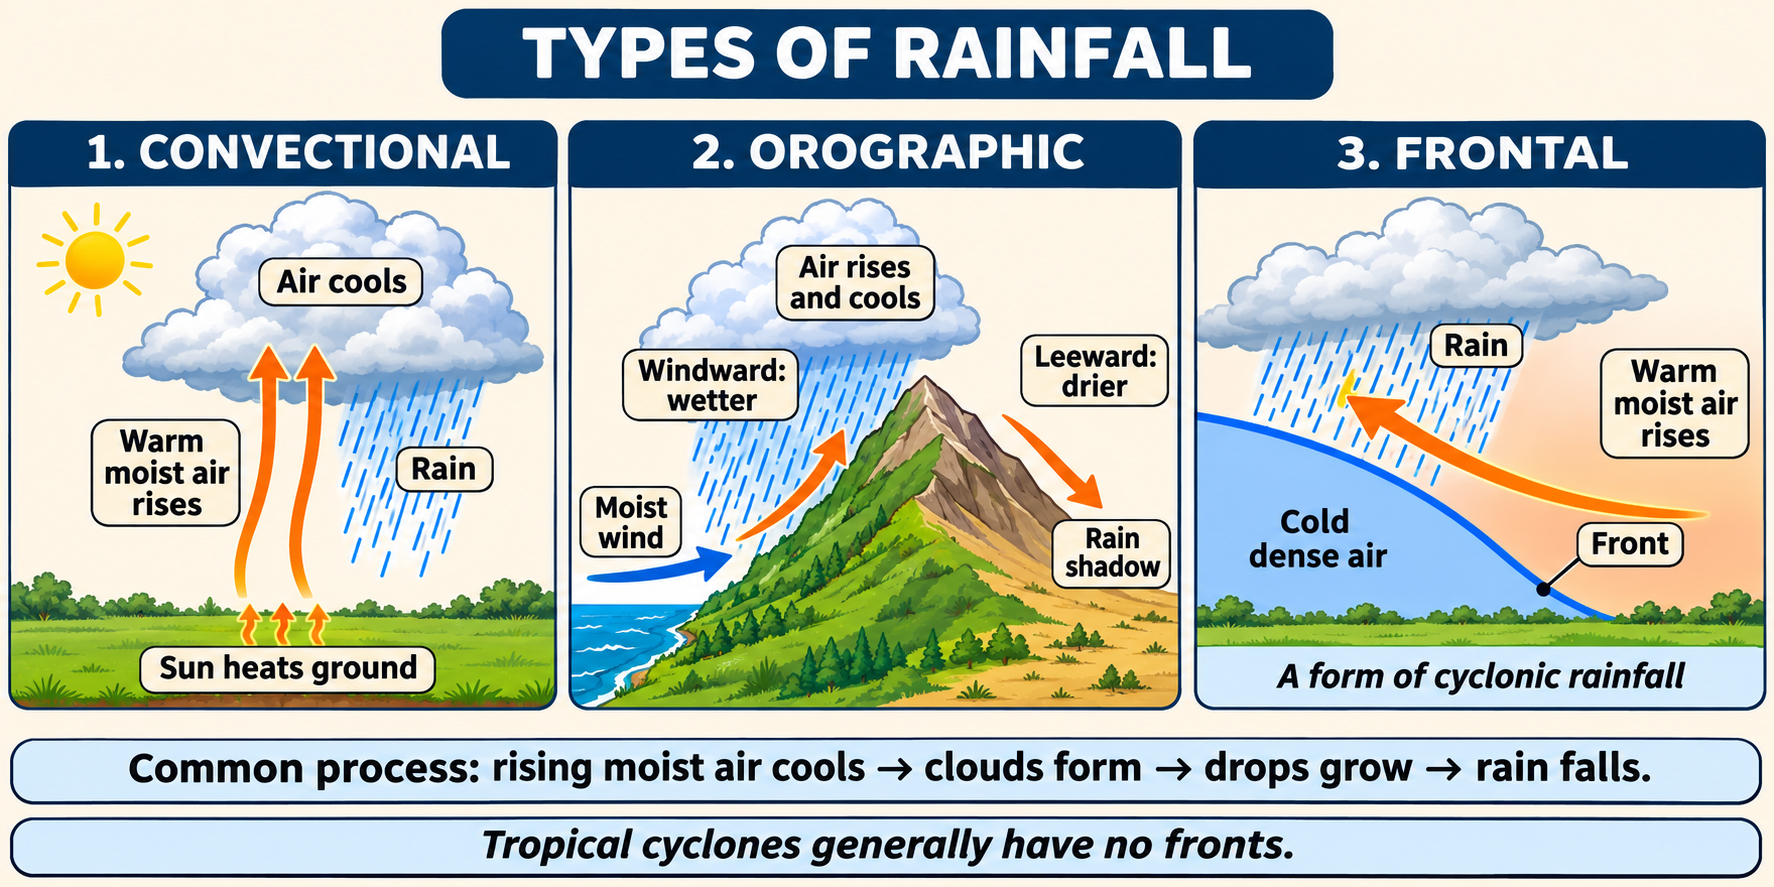 TYPES OF RAINFALL
1. CONVECTIONAL
Air cools
Warm
moist air
rises
Rain
Sun heats ground
2. OROGRAPHIC
Air rises
and cools
Windward:
wetter
Leeward:
drier
Moist
wind
Rain
shadow
3. FRONTAL
Rain
Warm
moist air
rises
Cold
dense air
Front
A form of cyclonic rainfall
Common process: rising moist air cools → clouds form → drops grow → rain falls.
Tropical cyclones generally have no fronts.